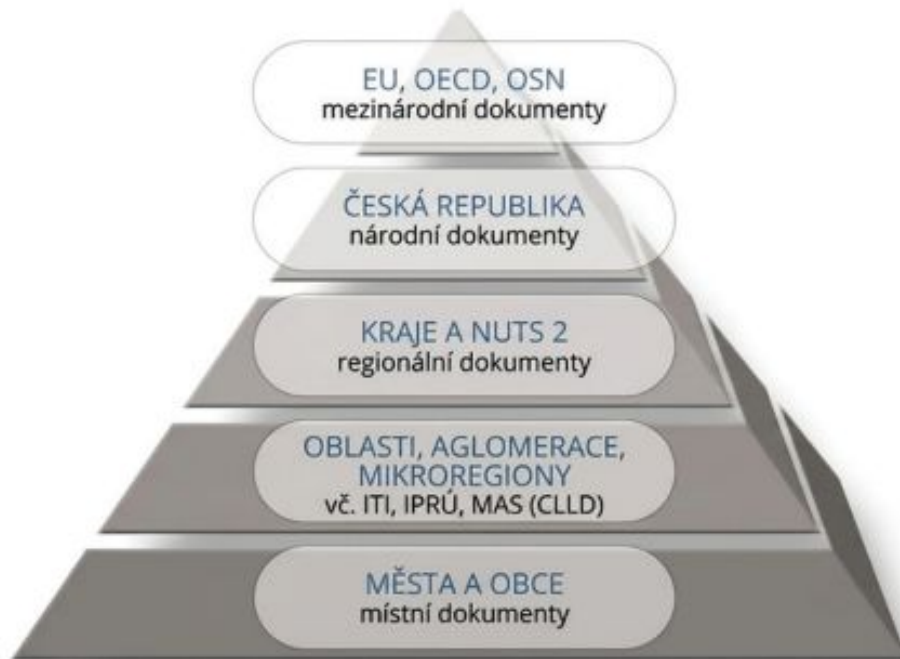 EU, OECD, OSN
mezinárodní dokumenty
ČESKÁ REPUBLIKA
národní dokumenty
KRAJE A NUTS 2
regionální dokumenty
OBLASTI, AGLOMERACE,
MIKROREGIONY
vč. ITI, IPRÚ, MAS (CLLD)
MĚSTA A OBCE
místní dokumenty